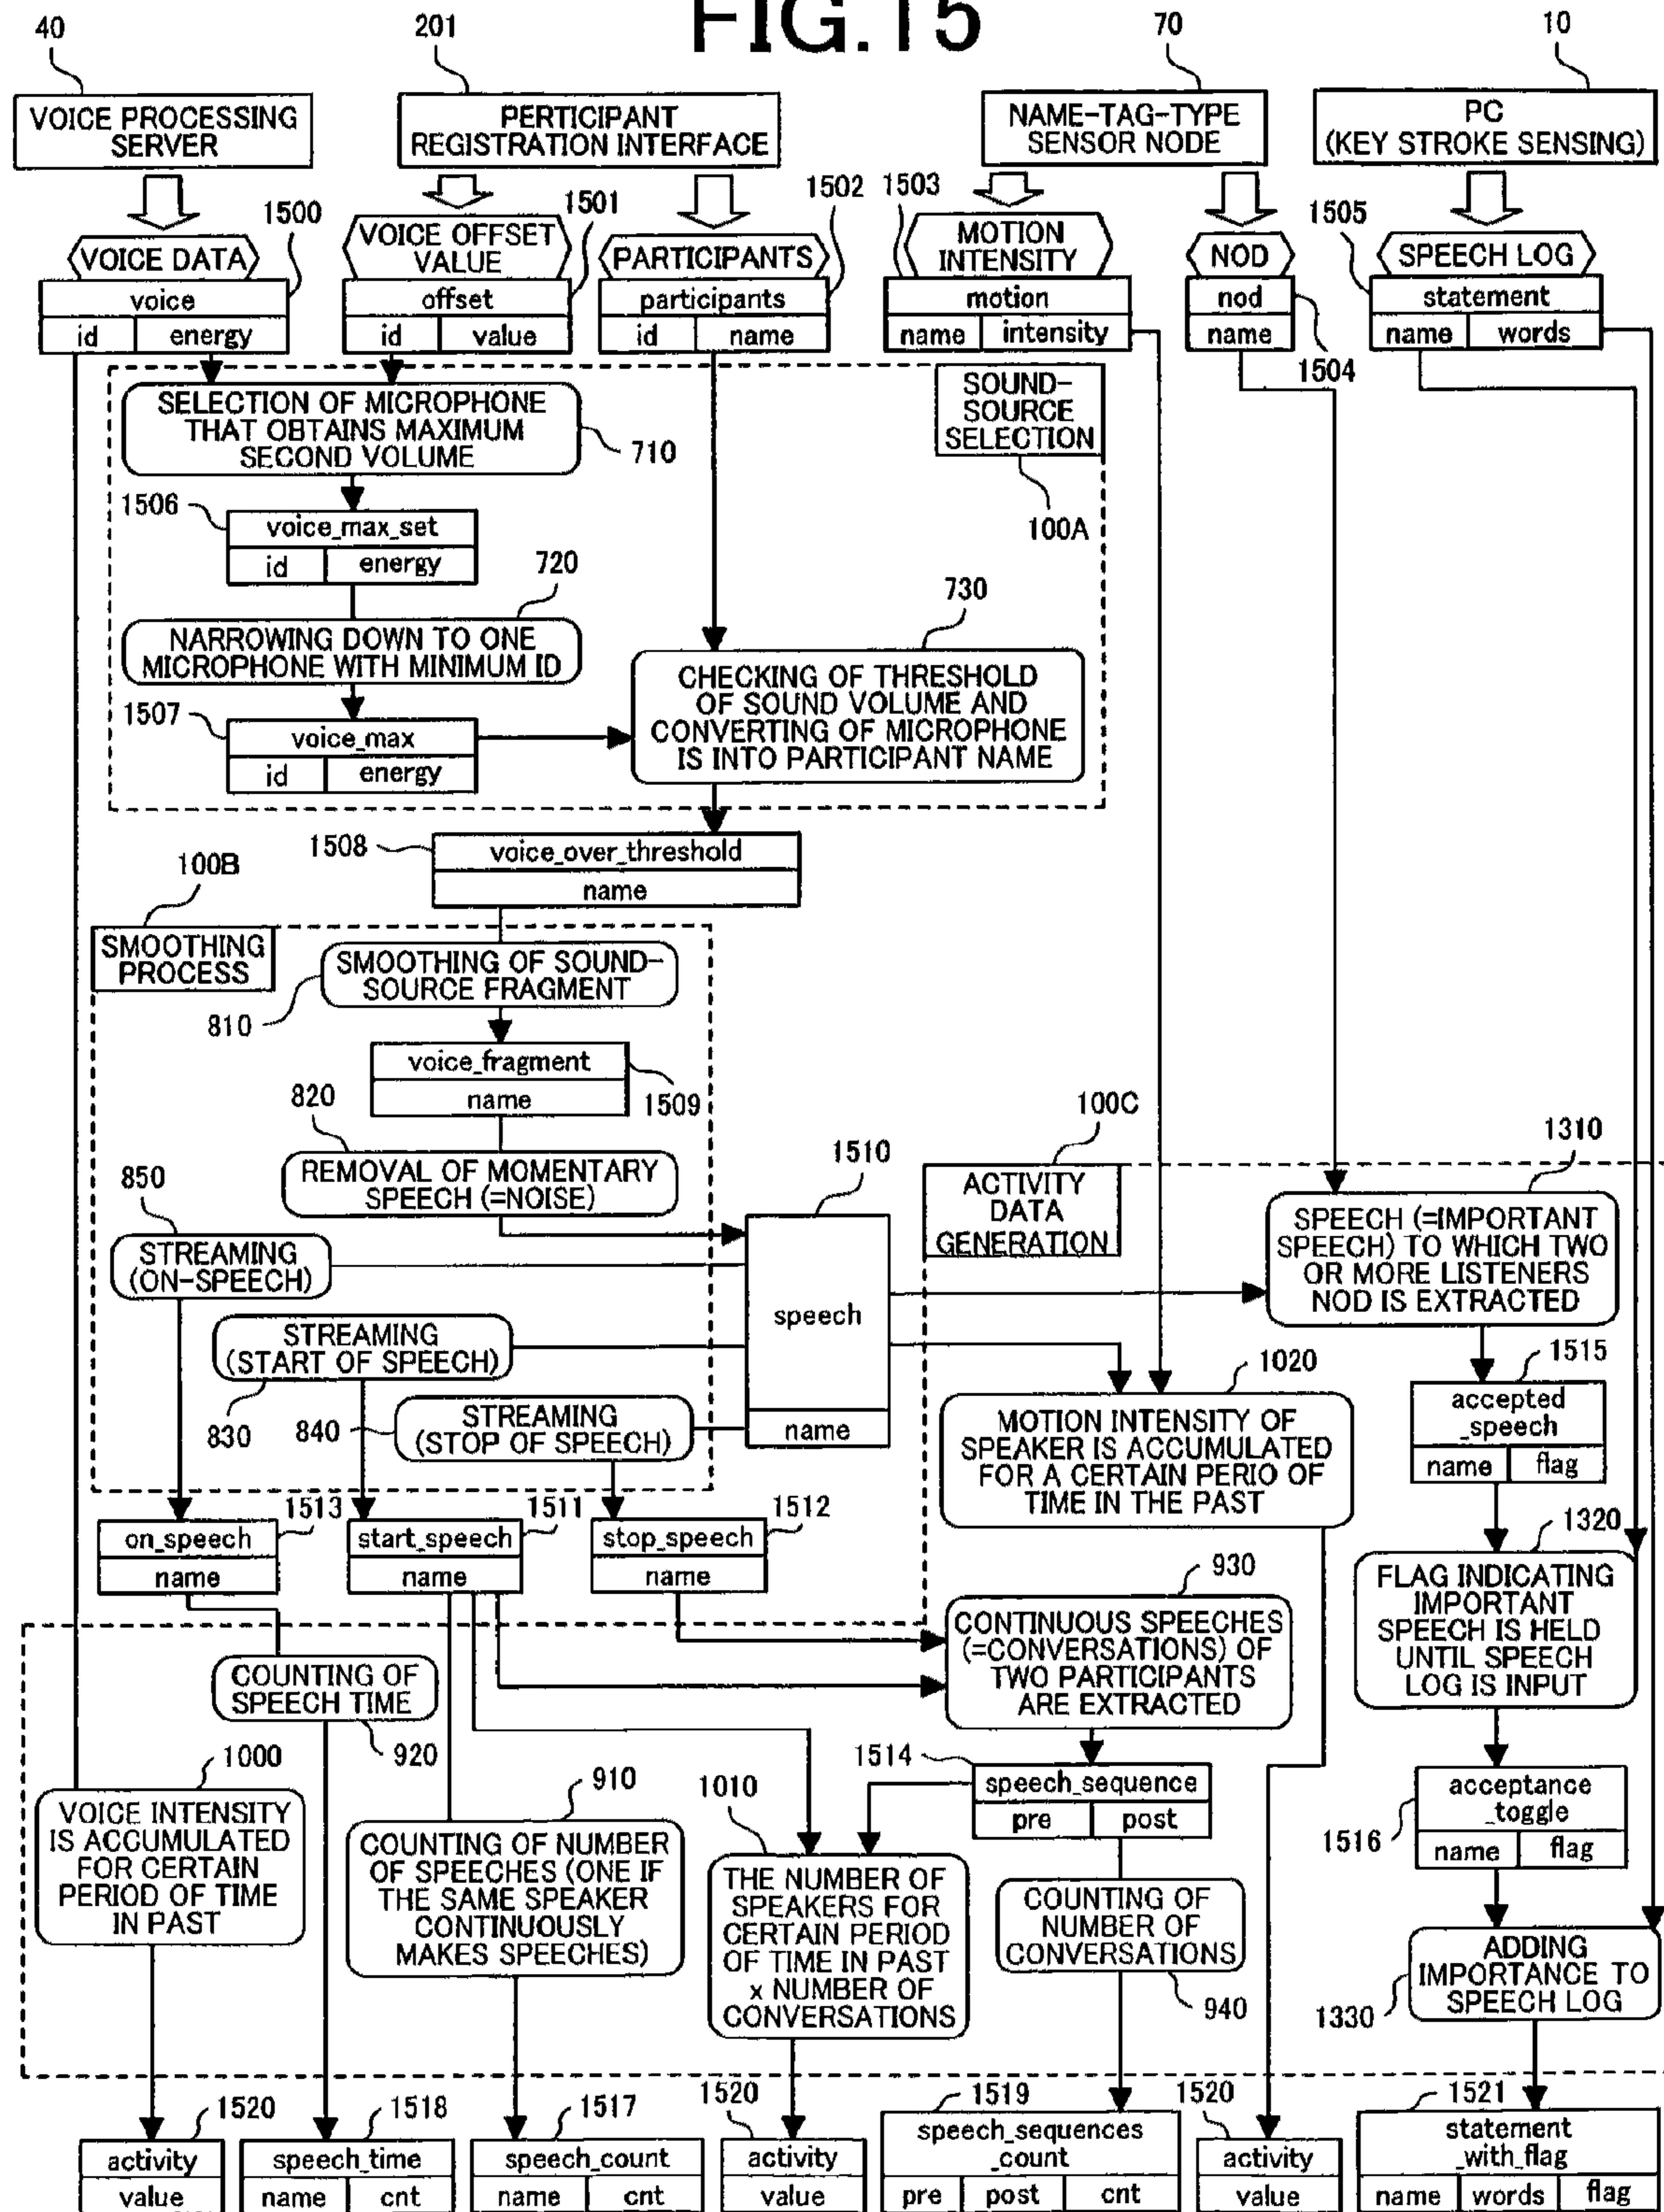 FIG.15
40
201
70
10
VOICE PROCESSING
SERVER
PERTICIPANT
REGISTRATION INTERFACE
NAME-TAG-TYPE
SENSOR NODE
PC
(KEY STROKE SENSING)
1500
1501
1502
1503
1505
VOICE DATA
VOICE OFFSET
VALUE
PARTICIPANTS
MOTION
INTENSITY
NOD
SPEECH LOG
voice
id energy
offset
id value
participants
id name
motion
name intensity
nod
name
statement
name words
1504
SELECTION OF MICROPHONE
THAT OBTAINS MAXIMUM
SECOND VOLUME
710
SOUND-
SOURCE
SELECTION
100A
1506
voice_max_set
id energy
720
NARROWING DOWN TO ONE
MICROPHONE WITH MINIMUM ID
730
CHECKING OF THRESHOLD
OF SOUND VOLUME AND
CONVERTING OF MICROPHONE
IS INTO PARTICIPANT NAME
1507
voice_max
id energy
1508
voice_over_threshold
name
100B
SMOOTHING
PROCESS
SMOOTHING OF SOUND-
SOURCE FRAGMENT
810
voice_fragment
name
1509
820
REMOVAL OF MOMENTARY
SPEECH (=NOISE)
850
STREAMING
(ON-SPEECH)
STREAMING
(START OF SPEECH)
830
840
STREAMING
(STOP OF SPEECH)
1510
speech
name
100C
ACTIVITY
DATA
GENERATION
1310
SPEECH (=IMPORTANT
SPEECH) TO WHICH TWO
OR MORE LISTENERS
NOD IS EXTRACTED
1020
MOTION INTENSITY OF
SPEAKER IS ACCUMULATED
FOR A CERTAIN PERIO OF
TIME IN THE PAST
1515
accepted
_speech
name flag
1513
on_speech
name
1511
start_speech
name
1512
stop_speech
name
1320
FLAG INDICATING
IMPORTANT
SPEECH IS HELD
UNTIL SPEECH
LOG IS INPUT
930
CONTINUOUS SPEECHES
(=CONVERSATIONS) OF
TWO PARTICIPANTS
ARE EXTRACTED
COUNTING OF
SPEECH TIME
920
1000
VOICE INTENSITY
IS ACCUMULATED
FOR CERTAIN
PERIOD OF TIME
IN PAST
910
COUNTING OF NUMBER
OF SPEECHES (ONE IF
THE SAME SPEAKER
CONTINUOUSLY
MAKES SPEECHES)
1010
THE NUMBER OF
SPEAKERS FOR
CERTAIN PERIOD
OF TIME IN PAST
x NUMBER OF
CONVERSATIONS
1514
speech_sequence
pre post
COUNTING OF
NUMBER OF
CONVERSATIONS
940
1516
acceptance
_toggle
name flag
ADDING
IMPORTANCE TO
SPEECH LOG
1330
1520
activity
value
1518
speech_time
name cnt
1517
speech_count
name cnt
1520
activity
value
1519
speech_sequences
_count
pre post cnt
1520
activity
value
1521
statement
_with_flag
name words flag